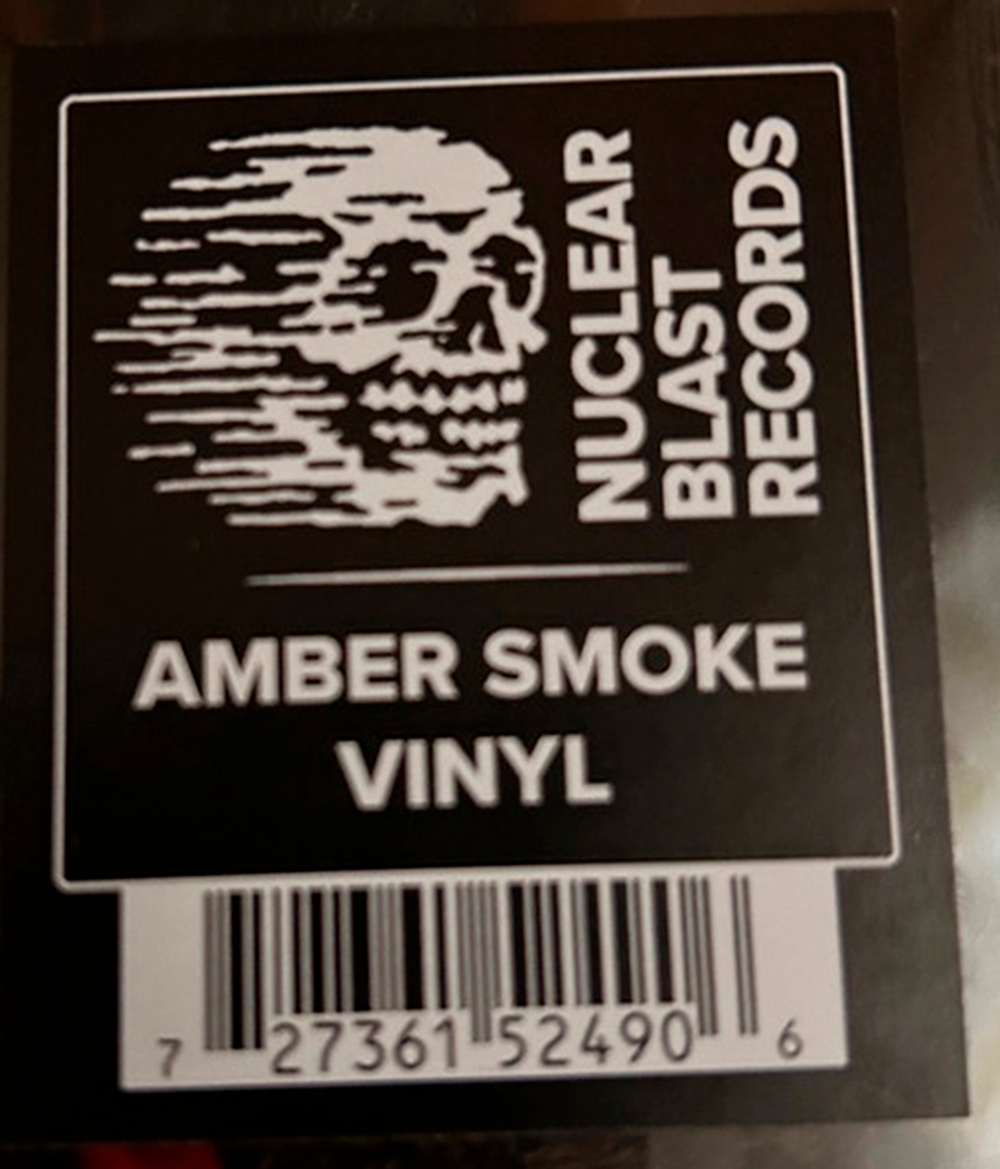 NUCLEAR
BLAST
RECORDS
AMBER SMOKE
VINYL
7 27361 52490 6